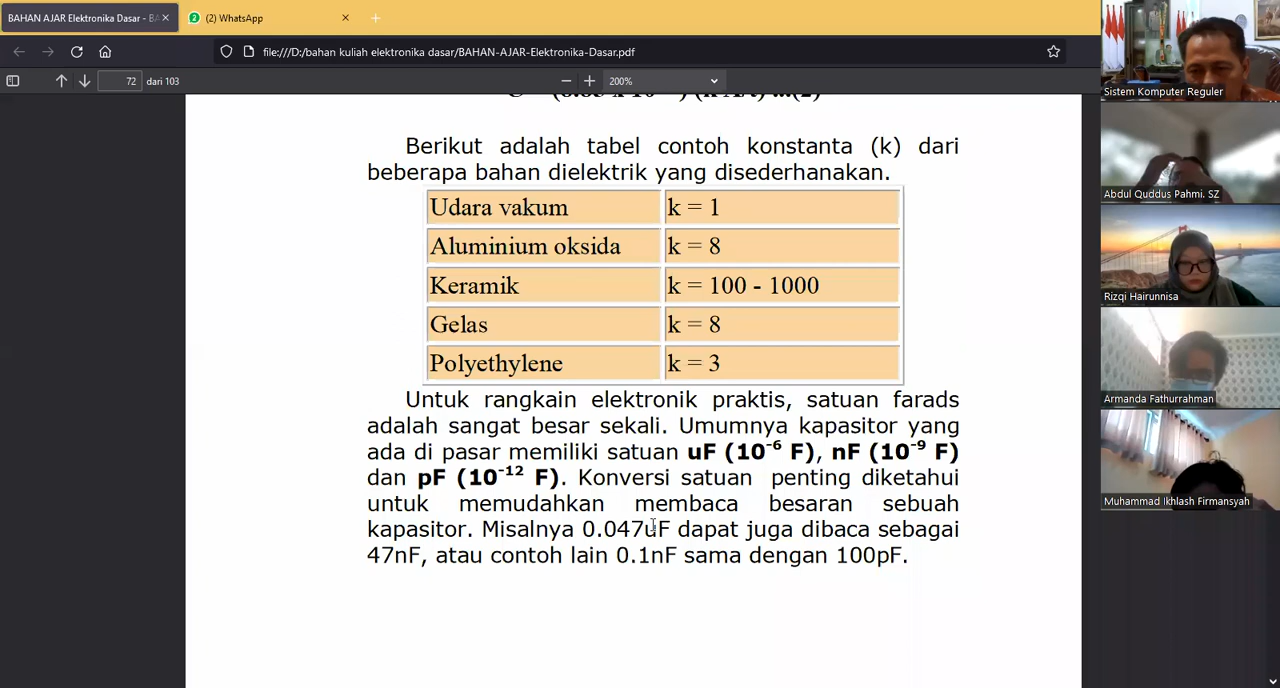 BAHAN AJAR Elektronika Dasar - BA
2 (2) WhatsApp
file:///D:/bahan kuliah elektronika dasar/BAHAN-AJAR-Elektronika-Dasar.pdf
72 dari 103
200%
Berikut adalah tabel contoh konstanta (k) dari
beberapa bahan dielektrik yang disederhanakan.
Udara vakum k = 1
Aluminium oksida k = 8
Keramik k = 100 - 1000
Gelas k = 8
Polyethylene k = 3
Untuk rangkain elektronik praktis, satuan farads
adalah sangat besar sekali. Umumnya kapasitor yang
ada di pasar memiliki satuan uF (10⁻⁶ F), nF (10⁻⁹ F)
dan pF (10⁻¹² F). Konversi satuan penting diketahui
untuk memudahkan membaca besaran sebuah
kapasitor. Misalnya 0.047uF dapat juga dibaca sebagai
47nF, atau contoh lain 0.1nF sama dengan 100pF.
Sistem Komputer Reguler
Abdul Quddus Pahmi. SZ
Rizqi Hairunnisa
Armanda Fathurrahman
Muhammad Ikhlash Firmansyah